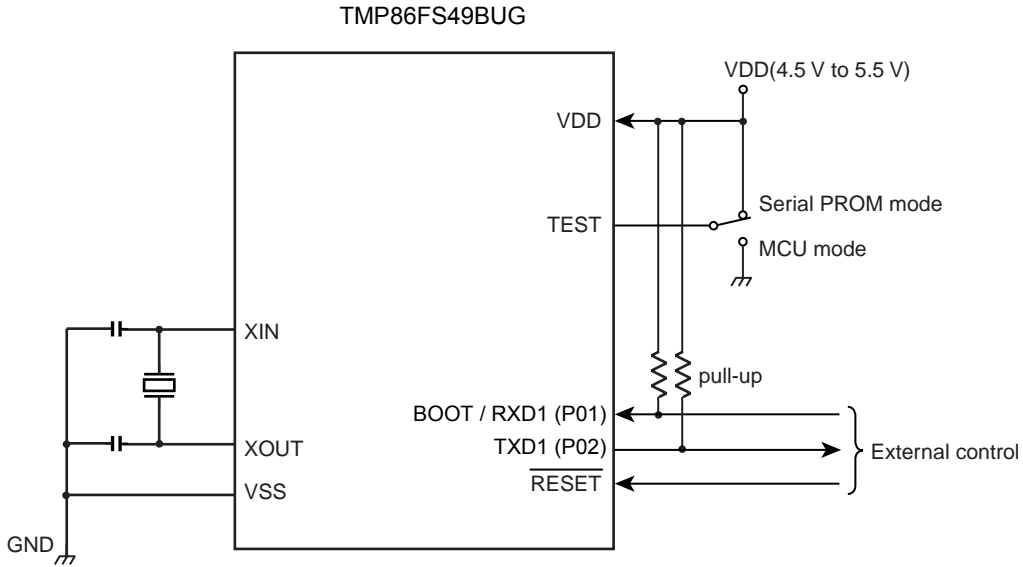 TMP86FS49BUG
VDD(4.5 V to 5.5 V)
VDD
Serial PROM mode
TEST
MCU mode
XIN
pull-up
BOOT / RXD1 (P01)
XOUT
TXD1 (P02)
External control
RESET
VSS
GND